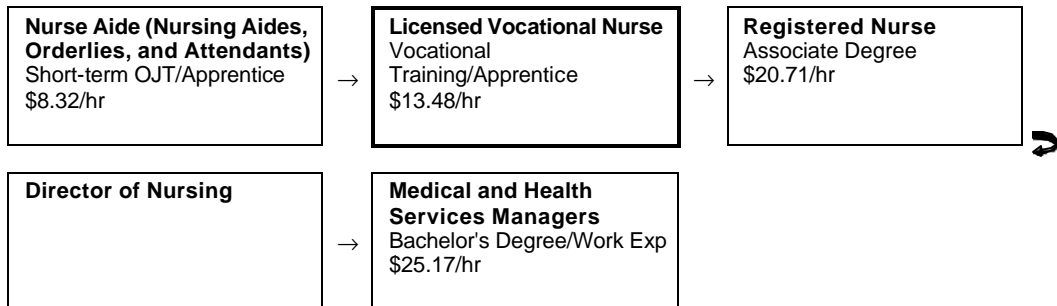 Nurse Aide (Nursing Aides,
Orderlies, and Attendants)
Short-term OJT/Apprentice
$8.32/hr
→
Licensed Vocational Nurse
Vocational
Training/Apprentice
$13.48/hr
→
Registered Nurse
Associate Degree
$20.71/hr
Director of Nursing
→
Medical and Health
Services Managers
Bachelor's Degree/Work Exp
$25.17/hr